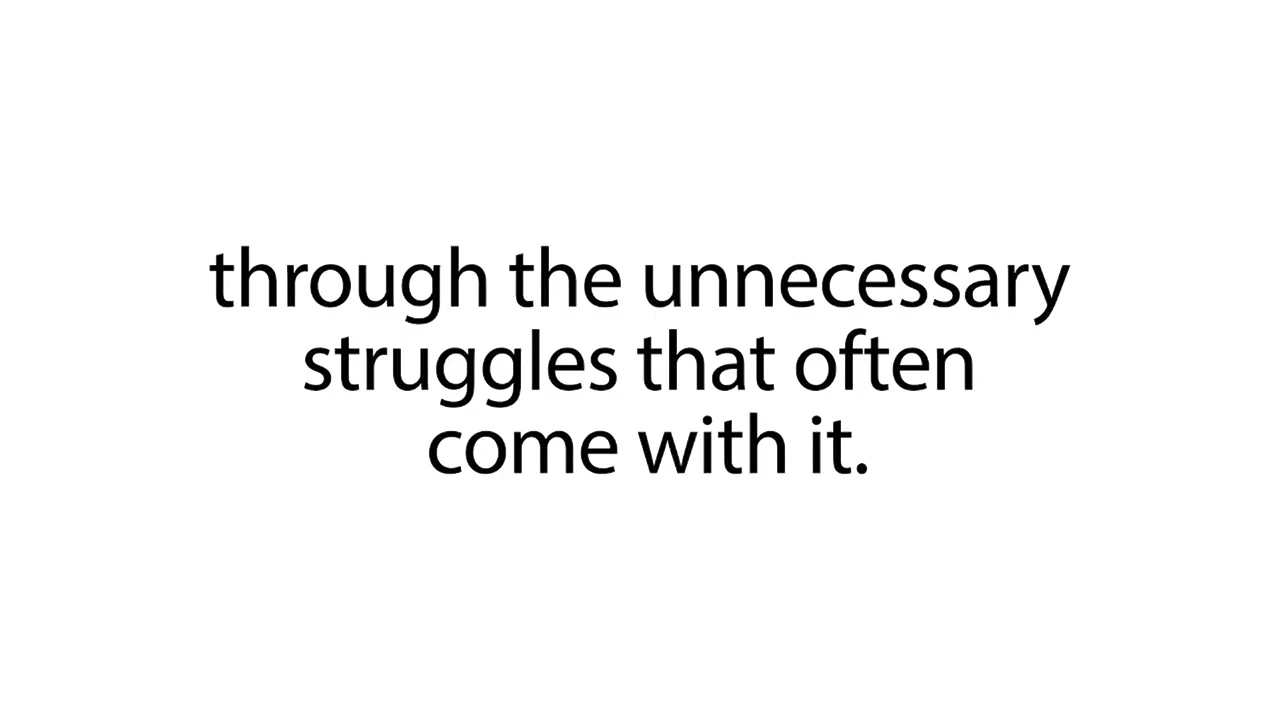 through the unnecessary
struggles that often
come with it.